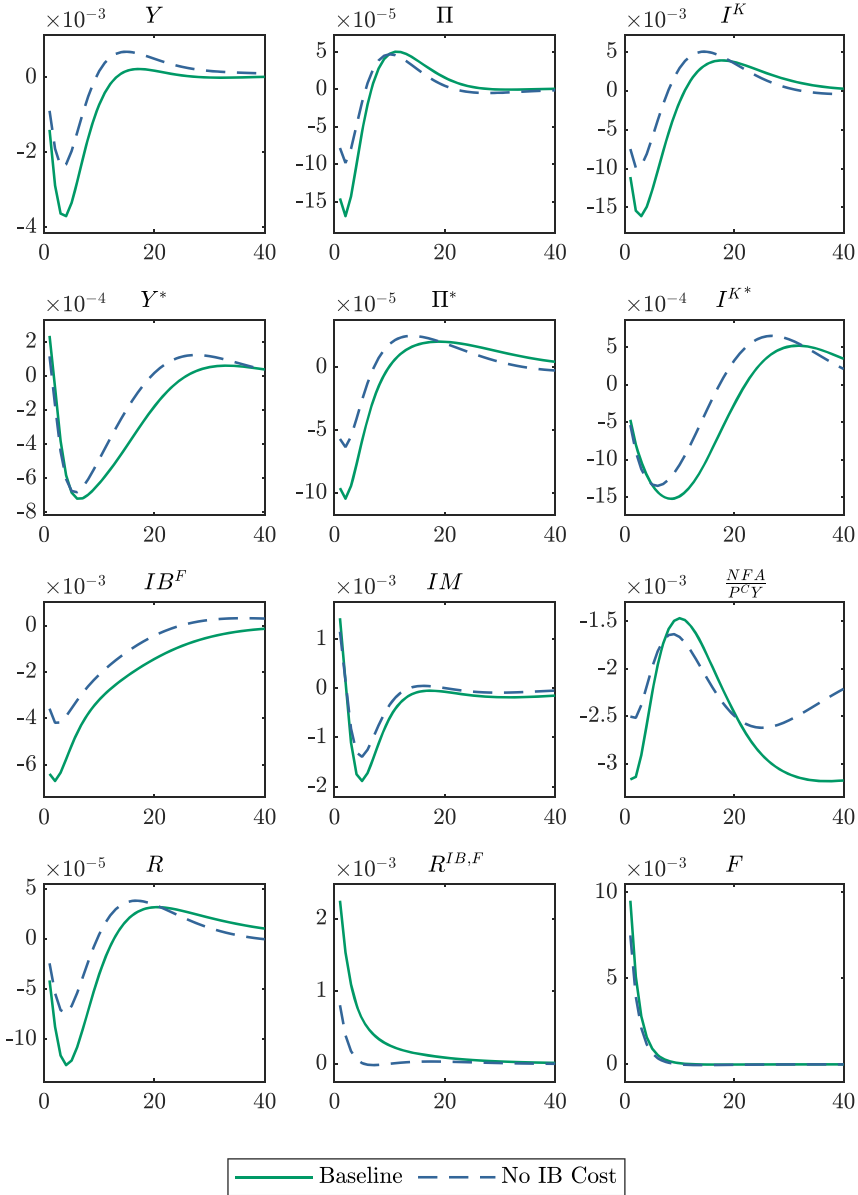 ×10⁻³ Y ×10⁻⁵ Π ×10⁻³ I^K
0 -2 -4
5 0 -5 -10 -15
5 0 -5 -10 -15
0 20 40 0 20 40 0 20 40
×10⁻⁴ Y* ×10⁻⁵ Π* ×10⁻⁴ I^{K*}
2 0 -2 -4 -6 -8
0 -5 -10
5 0 -5 -10 -15
0 20 40 0 20 40 0 20 40
×10⁻³ IB^F ×10⁻³ IM ×10⁻³ NFA/P^CY
0 -2 -4 -6
1 0 -1 -2
-1.5 -2 -2.5 -3
0 20 40 0 20 40 0 20 40
×10⁻⁵ R ×10⁻³ R^{IB,F} ×10⁻³ F
5 0 -5 -10
2 1 0
10 5 0
0 20 40 0 20 40 0 20 40
Baseline No IB Cost